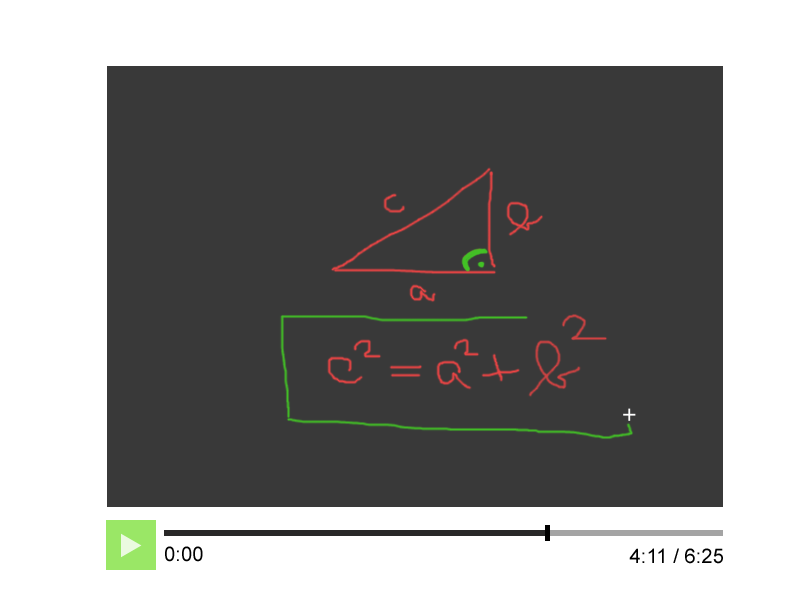 c
b
a
c² = a² + b²
0:00
4:11 / 6:25